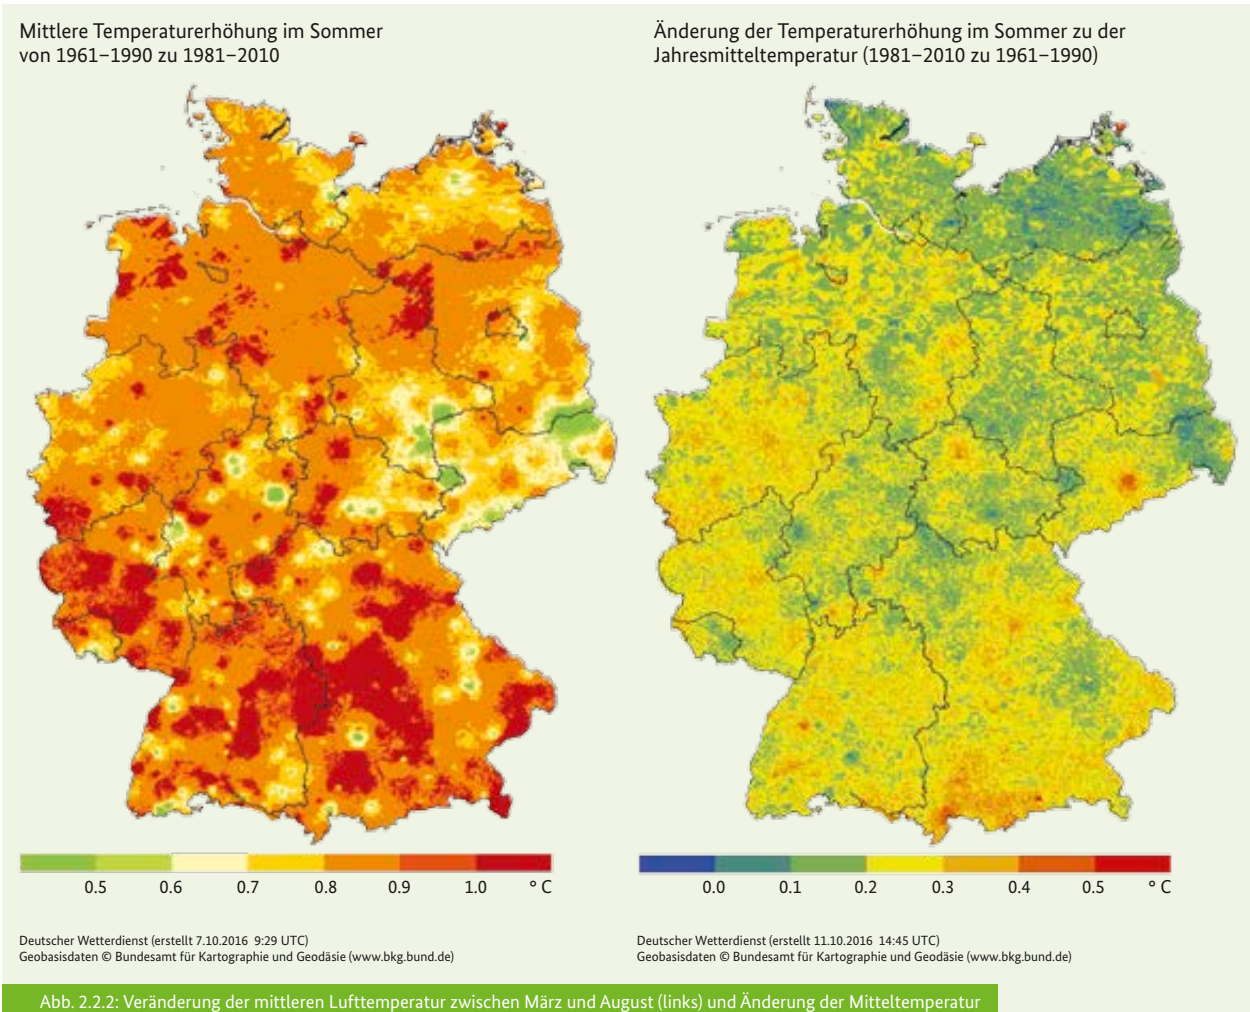 Mittlere Temperaturerhöhung im Sommer
von 1961–1990 zu 1981–2010
Änderung der Temperaturerhöhung im Sommer zu der
Jahresmitteltemperatur (1981–2010 zu 1961–1990)
0.5 0.6 0.7 0.8 0.9 1.0 ° C
0.0 0.1 0.2 0.3 0.4 0.5 ° C
Deutscher Wetterdienst (erstellt 7.10.2016 9:29 UTC)
Geobasisdaten © Bundesamt für Kartographie und Geodäsie (www.bkg.bund.de)
Deutscher Wetterdienst (erstellt 11.10.2016 14:45 UTC)
Geobasisdaten © Bundesamt für Kartographie und Geodäsie (www.bkg.bund.de)
Abb. 2.2.2: Veränderung der mittleren Lufttemperatur zwischen März und August (links) und Änderung der Mitteltemperatur